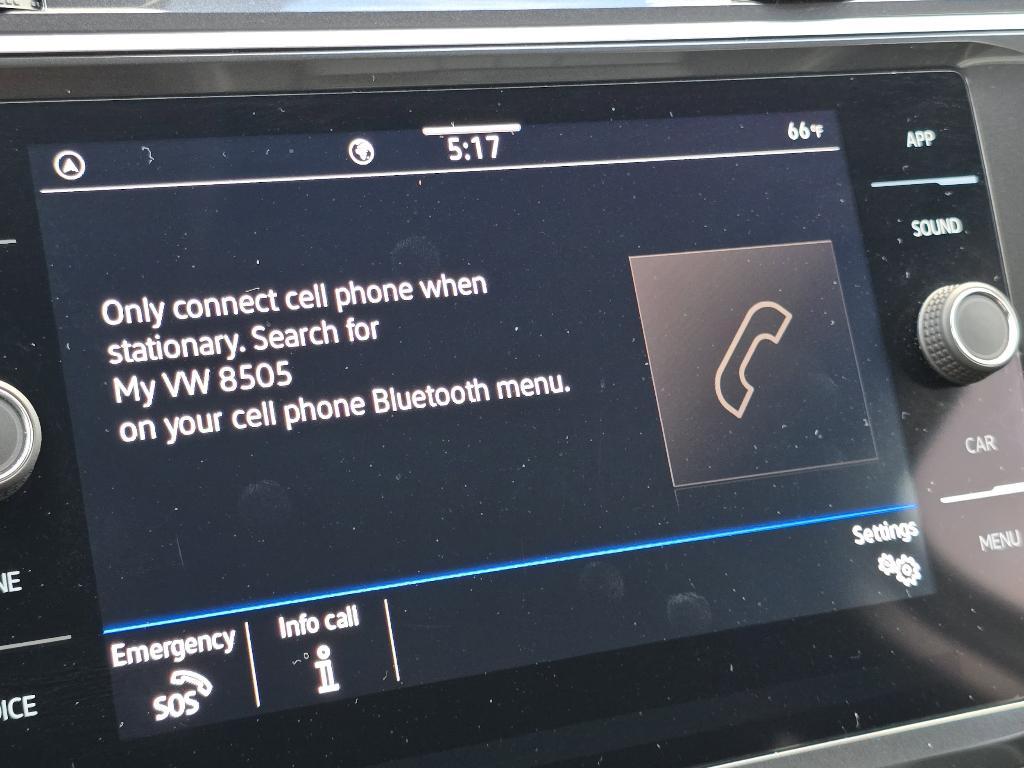 5:17
66°F
APP
SOUND
Only connect cell phone when
stationary. Search for
My VW 8505
on your cell phone Bluetooth menu.
CAR
MENU
Settings
Emergency
SOS
Info call
i